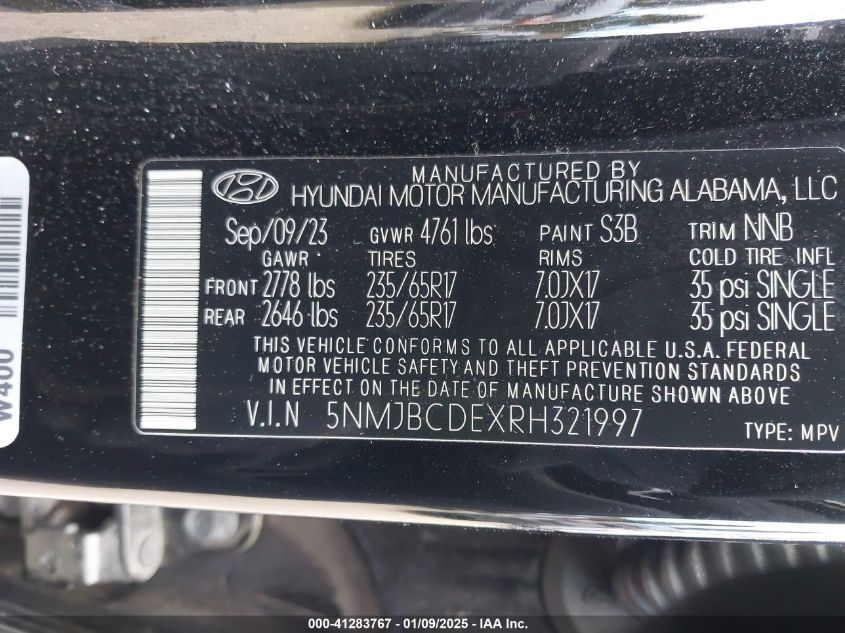 MANUFACTURED BY
HYUNDAI MOTOR MANUFACTURING ALABAMA, LLC
Sep/09/23 GVWR 4761 lbs PAINT S3B TRIM NNB
GAWR TIRES RIMS COLD TIRE INFL
FRONT 2778 lbs 235/65R17 7.0JX17 35 psi SINGLE
REAR 2646 lbs 235/65R17 7.0JX17 35 psi SINGLE
THIS VEHICLE CONFORMS TO ALL APPLICABLE U.S.A. FEDERAL
MOTOR VEHICLE SAFETY AND THEFT PREVENTION STANDARDS
IN EFFECT ON THE DATE OF MANUFACTURE SHOWN ABOVE
V.I.N 5NMJBCDEXRH321997 TYPE: MPV
W400
000-41283767 - 01/09/2025 - IAA Inc.